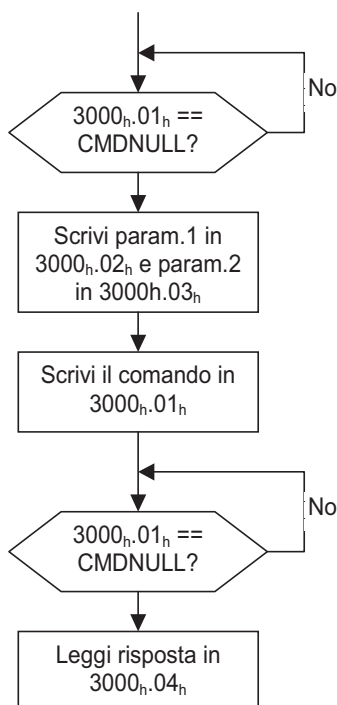 No
3000h.01h ==
CMDNULL?
Scrivi param.1 in
3000h.02h e param.2
in 3000h.03h
Scrivi il comando in
3000h.01h
No
3000h.01h ==
CMDNULL?
Leggi risposta in
3000h.04h